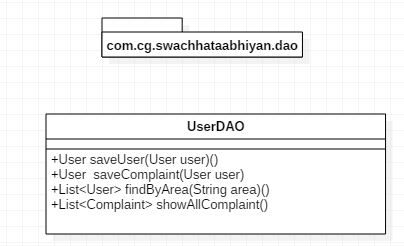 com.cg.swachhataabhiyan.dao
UserDAO
+User saveUser(User user)()
+User saveComplaint(User user)
+List<User> findByArea(String area)()
+List<Complaint> showAllComplaint()